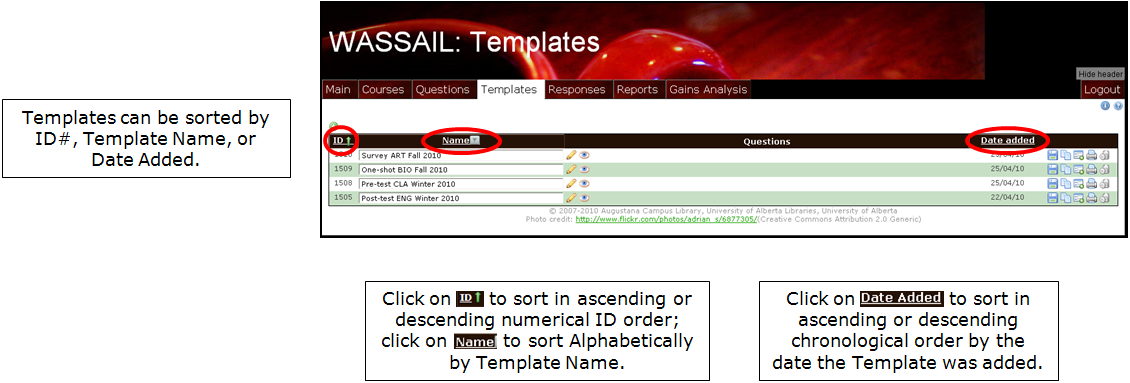 WASSAIL: Templates
Hide header
Main Courses Questions Templates Responses Reports Gains Analysis Logout
Templates can be sorted by
ID#, Template Name, or
Date Added.
ID↑ Name Questions Date added
Survey ART Fall 2010 25/04/10
1509 One-shot BIO Fall 2010 25/04/10
1508 Pre-test CLA Winter 2010 25/04/10
1505 Post-test ENG Winter 2010 22/04/10
© 2007-2010 Augustana Campus Library, University of Alberta Libraries, University of Alberta
Photo credit: http://www.flickr.com/photos/adrian_s/6877305/(Creative Commons Attribution 2.0 Generic)
Click on ID↑ to sort in ascending or
descending numerical ID order;
click on Name to sort Alphabetically
by Template Name.
Click on Date Added to sort in
ascending or descending
chronological order by the
date the Template was added.